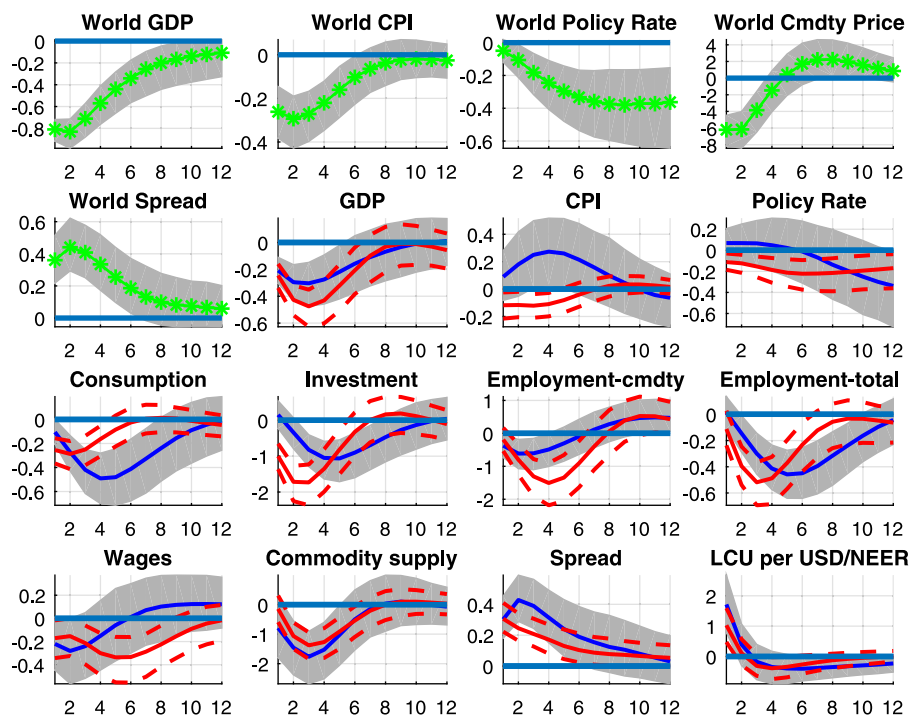 World GDP World CPI World Policy Rate World Cmdty Price
0 0 0 4
-0.2 2
-0.4 -0.2 -0.2 0
-0.6 -0.4 -2
-4
-0.8 -0.4 -0.6 -6
-8
2 4 6 8 10 12 2 4 6 8 10 12 2 4 6 8 10 12 2 4 6 8 10 12
World Spread GDP CPI Policy Rate
0.6 0 0.4 0.2
0.4 -0.2 0.2 0
-0.2
0.2 -0.4 0 -0.4
0 -0.6 -0.2 -0.6
2 4 6 8 10 12 2 4 6 8 10 12 2 4 6 8 10 12 2 4 6 8 10 12
Consumption Investment Employment-cmdty Employment-total
0 0 1 0
-0.2 0 -0.2
-0.4 -1 -1 -0.4
-0.6 -2 -2 -0.6
2 4 6 8 10 12 2 4 6 8 10 12 2 4 6 8 10 12 2 4 6 8 10 12
Wages Commodity supply Spread LCU per USD/NEER
0.2 0 0.4 2
0 -1 0.2 1
-0.2 0
-0.4 -2 0
2 4 6 8 10 12 2 4 6 8 10 12 2 4 6 8 10 12 2 4 6 8 10 12